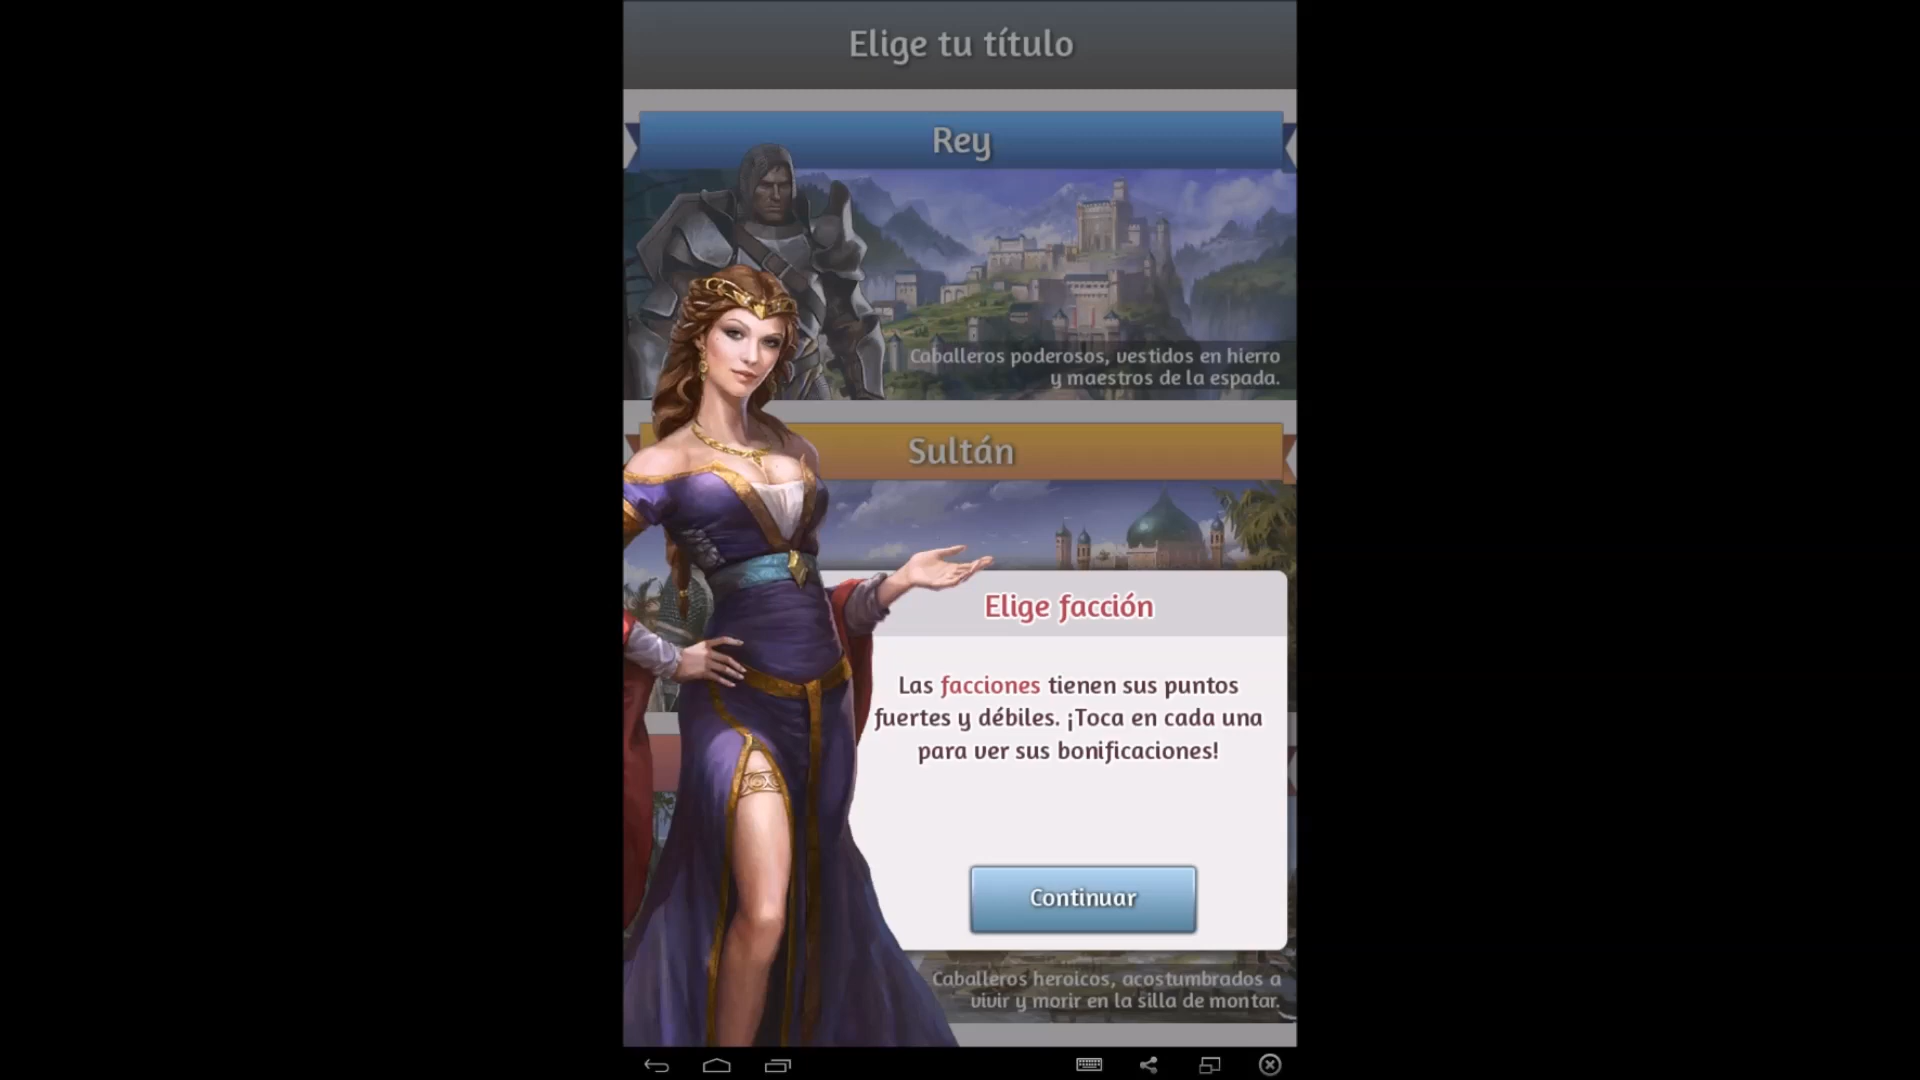 Elige tu título
Rey
Caballeros poderosos, vestidos en hierro
y maestros de la espada.
Sultán
Elige facción
Las facciones tienen sus puntos
fuertes y débiles. ¡Toca en cada una
para ver sus bonificaciones!
Continuar
Caballeros heroicos, acostumbrados a
vivir y morir en la silla de montar.